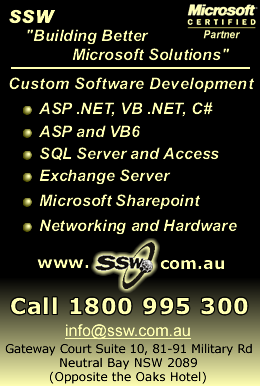 SSW
Microsoft
CERTIFIED
Partner
"Building Better
Microsoft Solutions"
Custom Software Development
ASP .NET, VB .NET, C#
ASP and VB6
SQL Server and Access
Exchange Server
Microsoft Sharepoint
Networking and Hardware
www. SSW .com.au
Call 1800 995 300
info@ssw.com.au
Gateway Court Suite 10, 81-91 Military Rd
Neutral Bay NSW 2089
(Opposite the Oaks Hotel)